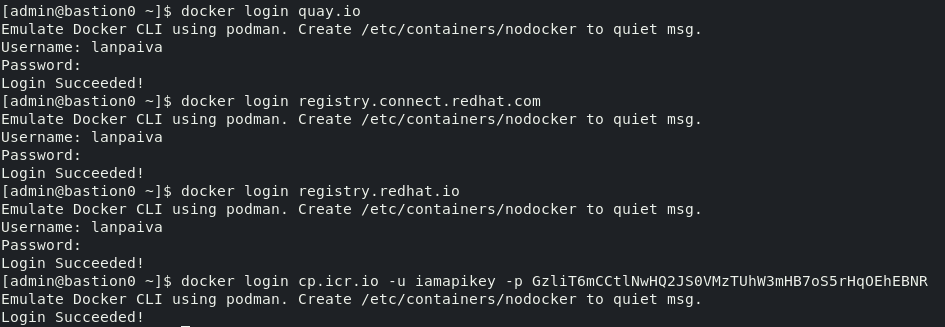 [admin@bastion0 ~]$ docker login quay.io
Emulate Docker CLI using podman. Create /etc/containers/nodocker to quiet msg.
Username: lanpaiva
Password:
Login Succeeded!
[admin@bastion0 ~]$ docker login registry.connect.redhat.com
Emulate Docker CLI using podman. Create /etc/containers/nodocker to quiet msg.
Username: lanpaiva
Password:
Login Succeeded!
[admin@bastion0 ~]$ docker login registry.redhat.io
Emulate Docker CLI using podman. Create /etc/containers/nodocker to quiet msg.
Username: lanpaiva
Password:
Login Succeeded!
[admin@bastion0 ~]$ docker login cp.icr.io -u iamapikey -p GzliT6mCCtlNwHQ2JS0VMzTUhW3mHB7oS5rHqOEhEBNR
Emulate Docker CLI using podman. Create /etc/containers/nodocker to quiet msg.
Login Succeeded!